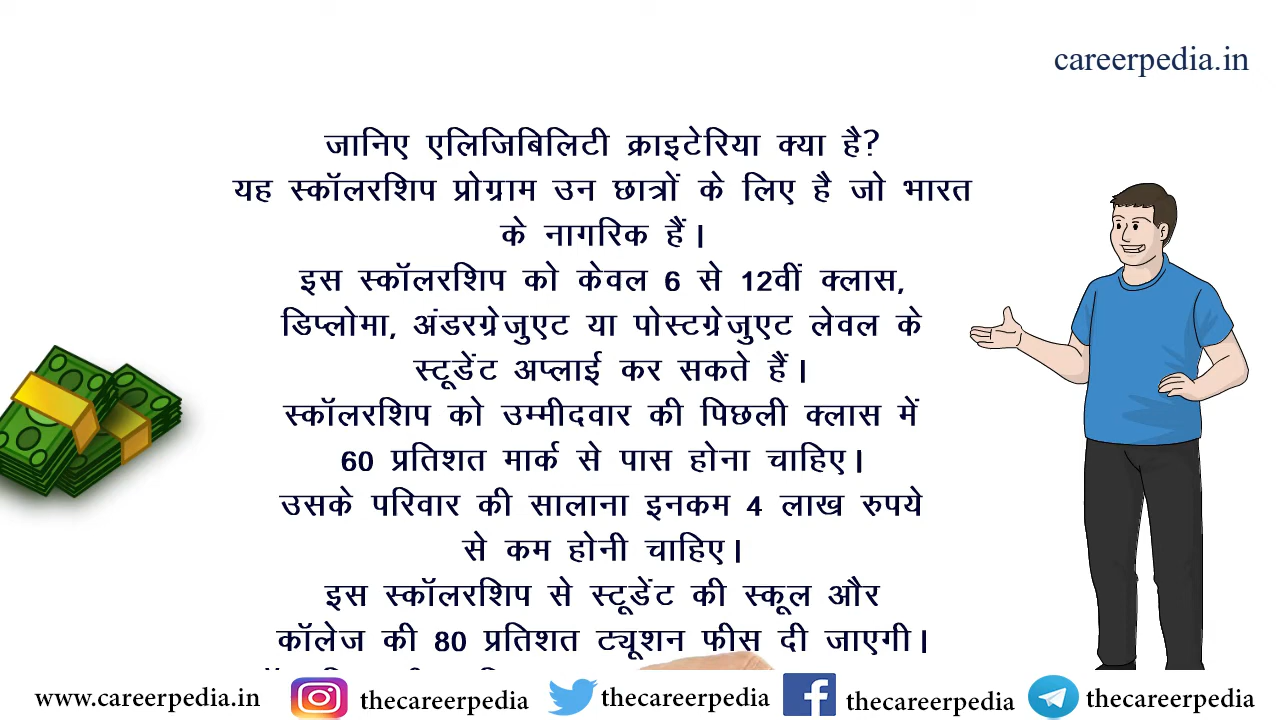 careerpedia.in
जानिए एलिजिबिलिटी क्राइटेरिया क्या है?
यह स्कॉलरशिप प्रोग्राम उन छात्रों के लिए है जो भारत
के नागरिक हैं।
इस स्कॉलरशिप को केवल 6 से 12वीं क्लास,
डिप्लोमा, अंडरग्रेजुएट या पोस्टग्रेजुएट लेवल के
स्टूडेंट अप्लाई कर सकते हैं।
स्कॉलरशिप को उम्मीदवार की पिछली क्लास में
60 प्रतिशत मार्क से पास होना चाहिए।
उसके परिवार की सालाना इनकम 4 लाख रुपये
से कम होनी चाहिए।
इस स्कॉलरशिप से स्टूडेंट की स्कूल और
कॉलेज की 80 प्रतिशत ट्यूशन फीस दी जाएगी।
www.careerpedia.in thecareerpedia thecareerpedia thecareerpedia thecareerpedia